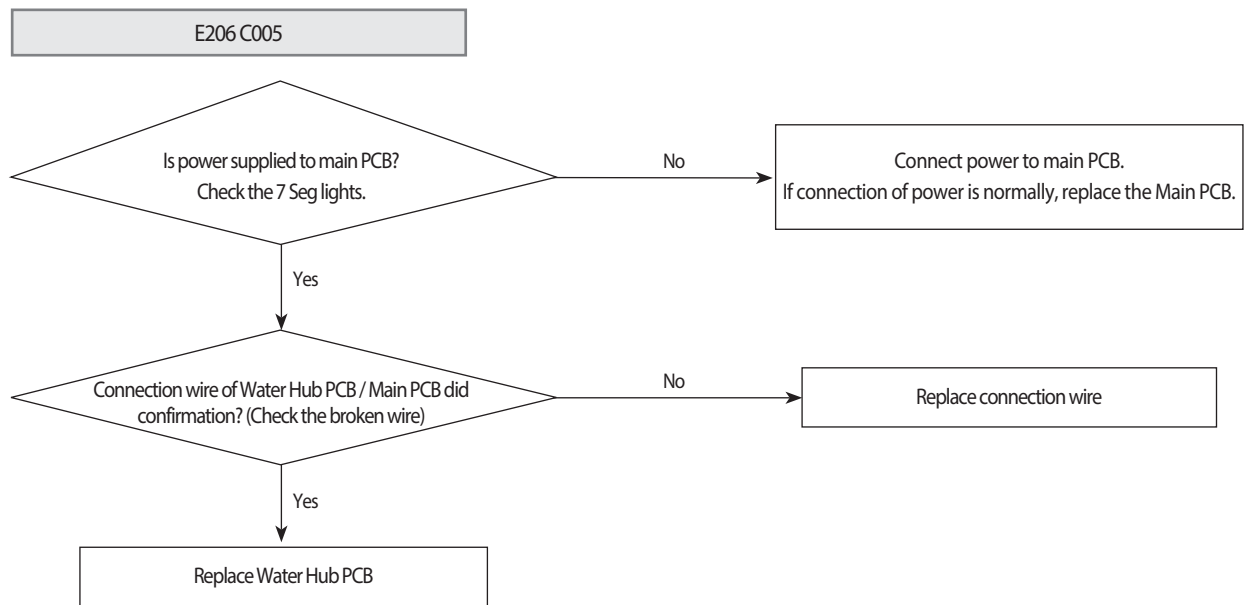 E206 C005
Is power supplied to main PCB?
Check the 7 Seg lights.
No
Connect power to main PCB.
If connection of power is normally, replace the Main PCB.
Yes
Connection wire of Water Hub PCB / Main PCB did
confirmation? (Check the broken wire)
No
Replace connection wire
Yes
Replace Water Hub PCB